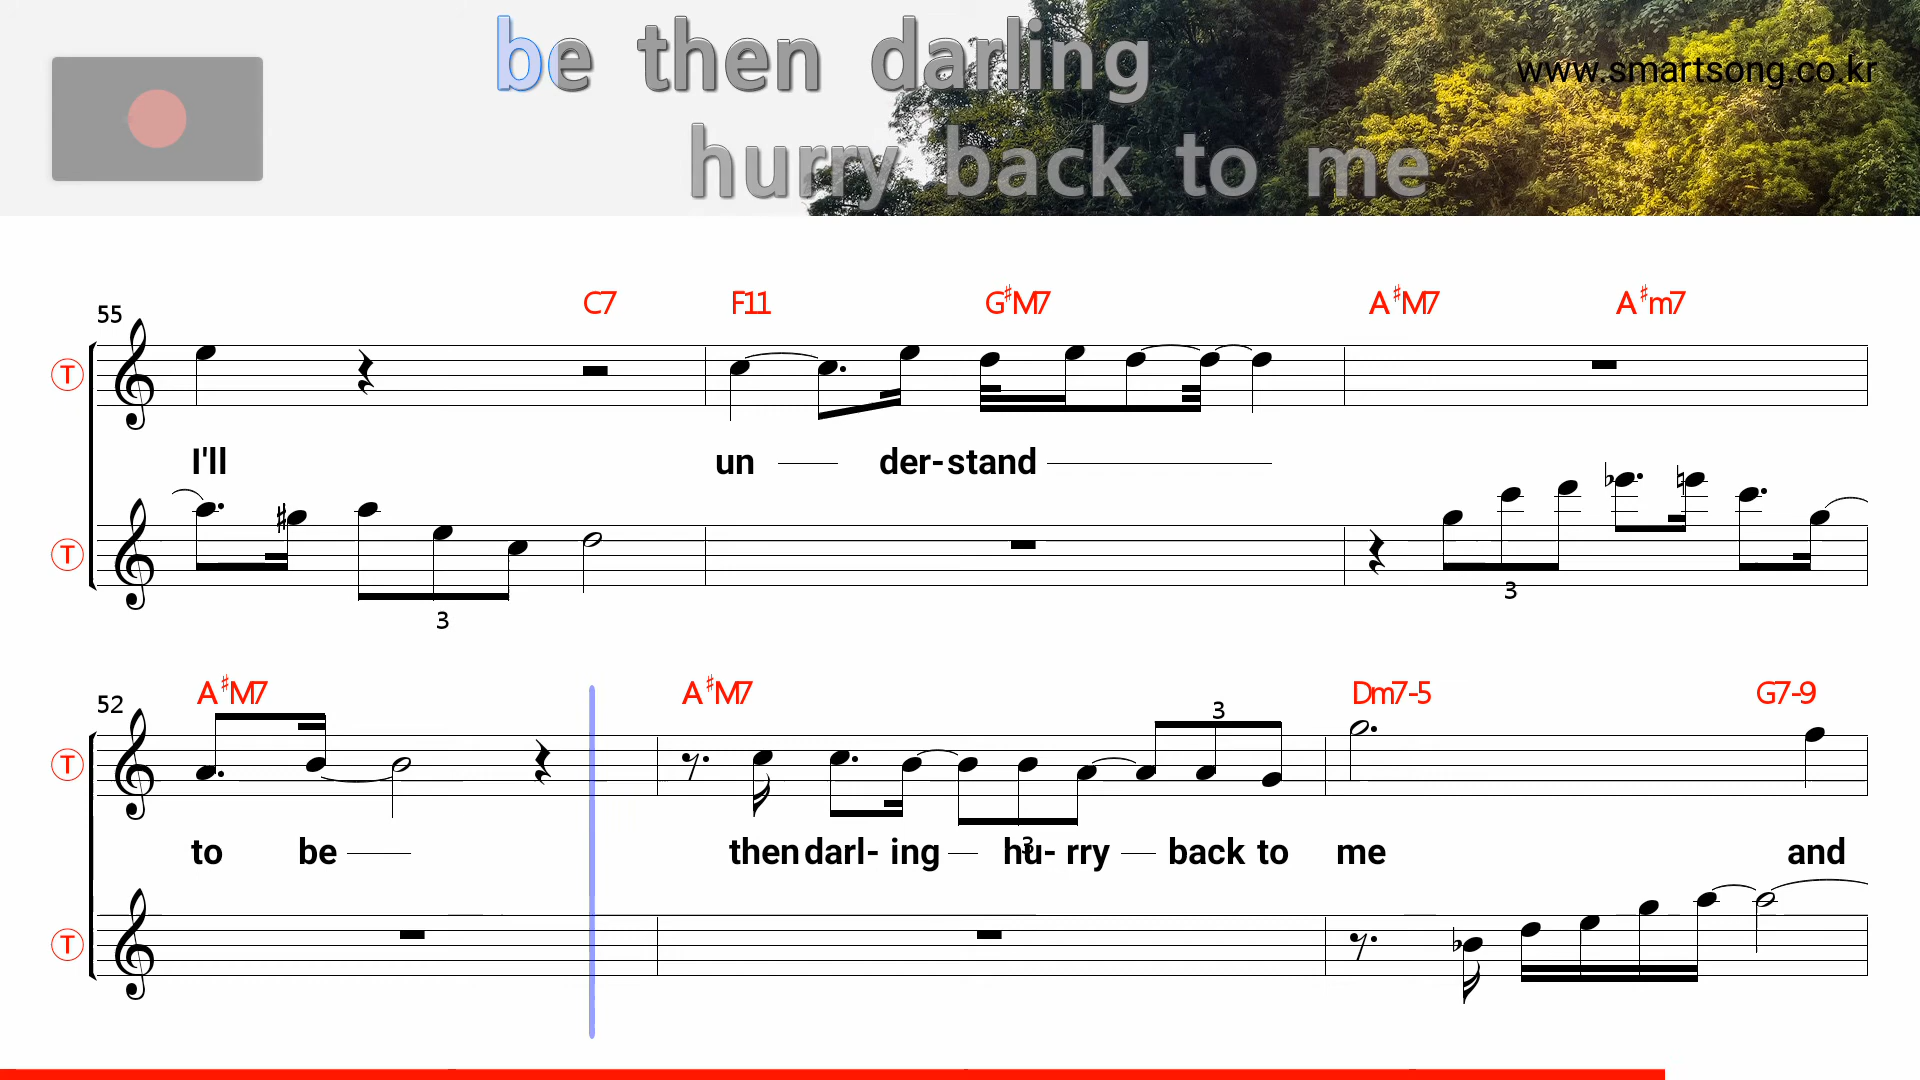 be then darling
www.smartsong.co.kr
hurry back to me
55
C7 F11 G♯M7 A♯M7 A♯m7
T
I'll un der-stand
T
3 3
52
A♯M7 A♯M7 3 Dm7-5 G7-9
T
to be then darl- ing hu- rry back to me and
3
T